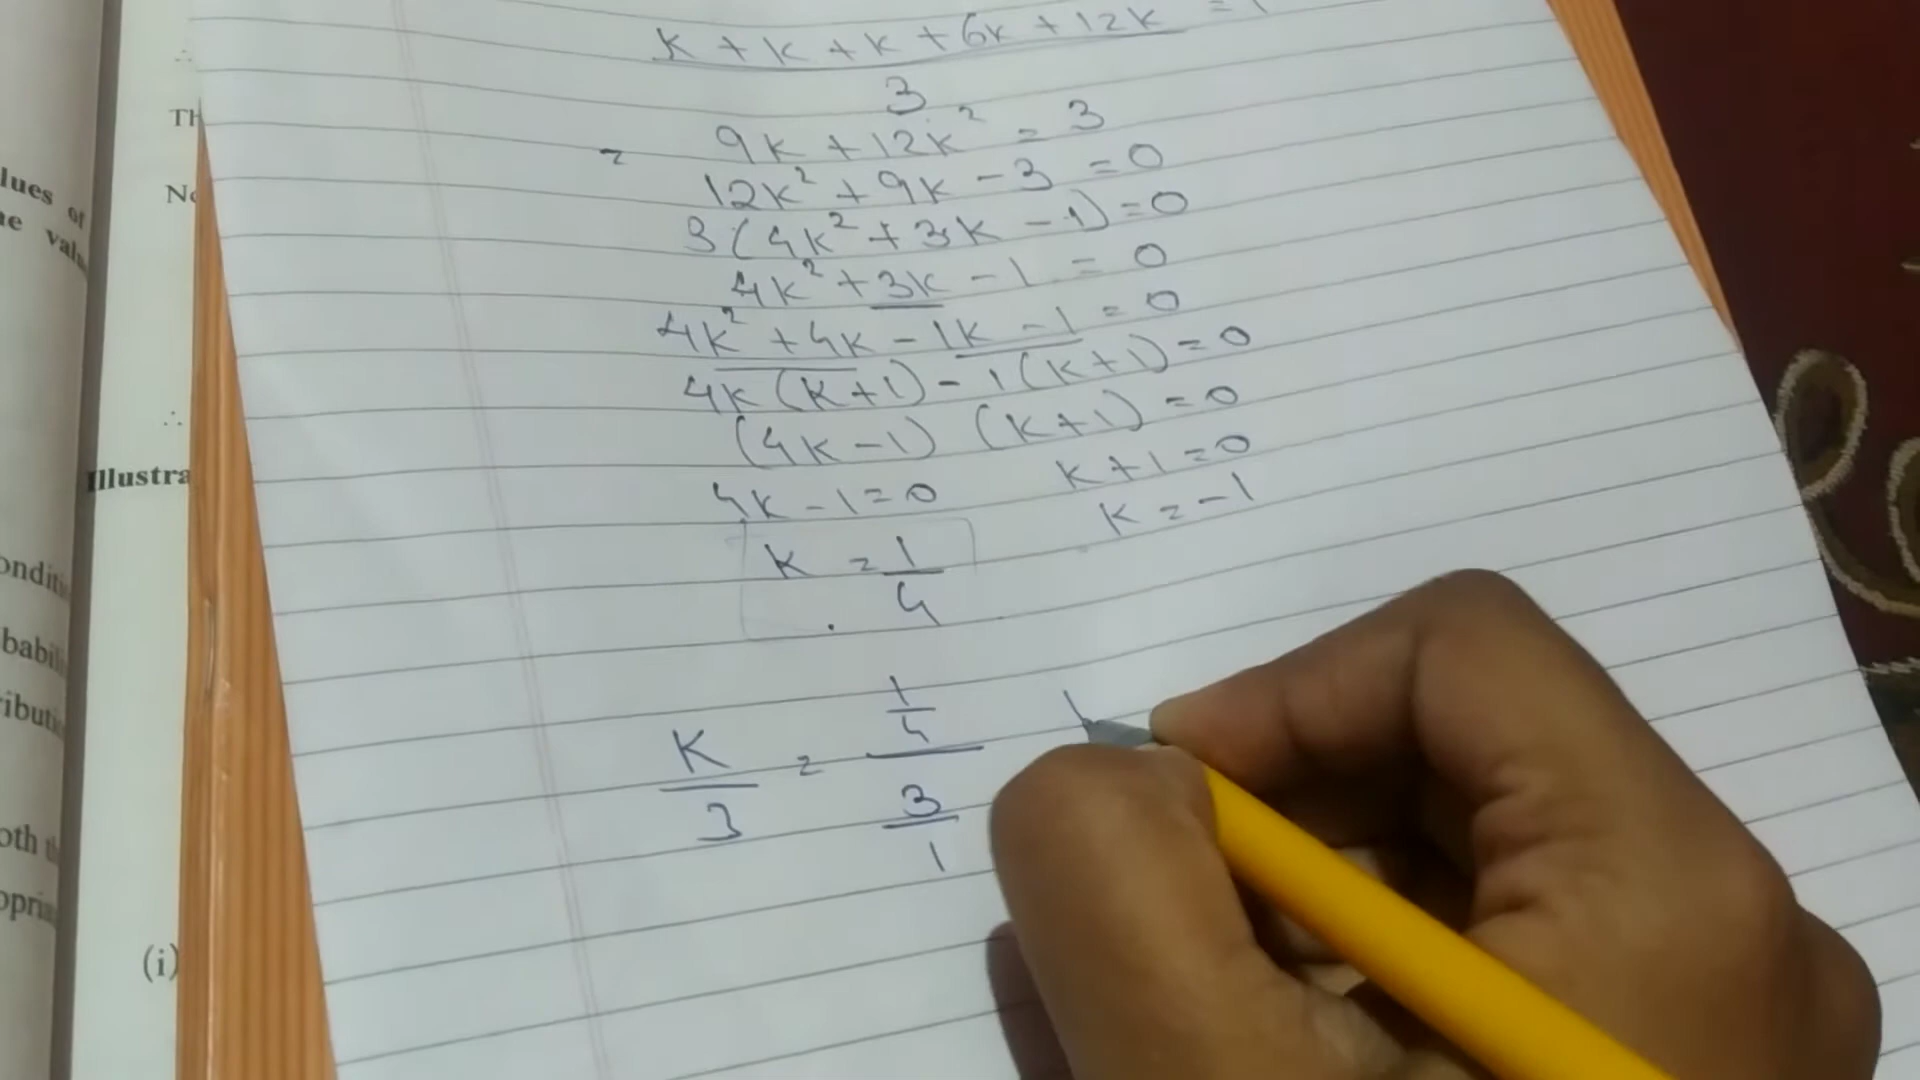 k + k + k + 6k + 12k =
3
= 9k + 12k² = 3
12k² + 9k - 3 = 0
3(4k² + 3k - 1) = 0
4k² + 3k - 1 = 0
4k² + 4k - 1k - 1 = 0
4k(k+1) - 1(k+1) = 0
(4k-1) (k+1) = 0
4k - 1 = 0 k + 1 = 0
k = 1/4 k = -1
K/3 = 1/4 / 3/1
∴
∴
Illustra
(i)